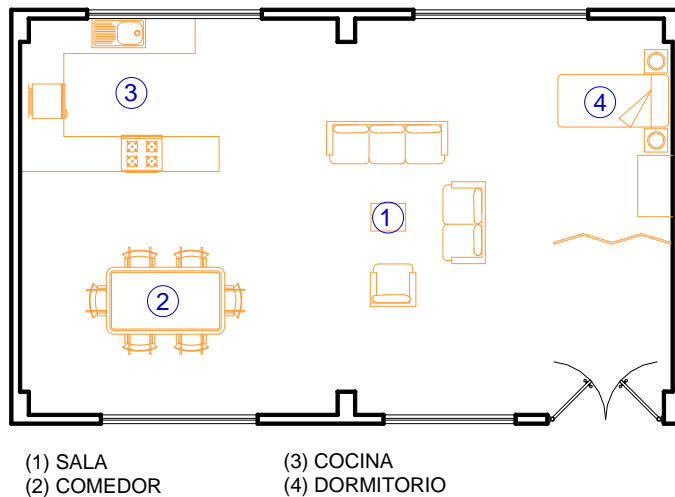 3
4
1
2
(1) SALA
(2) COMEDOR
(3) COCINA
(4) DORMITORIO